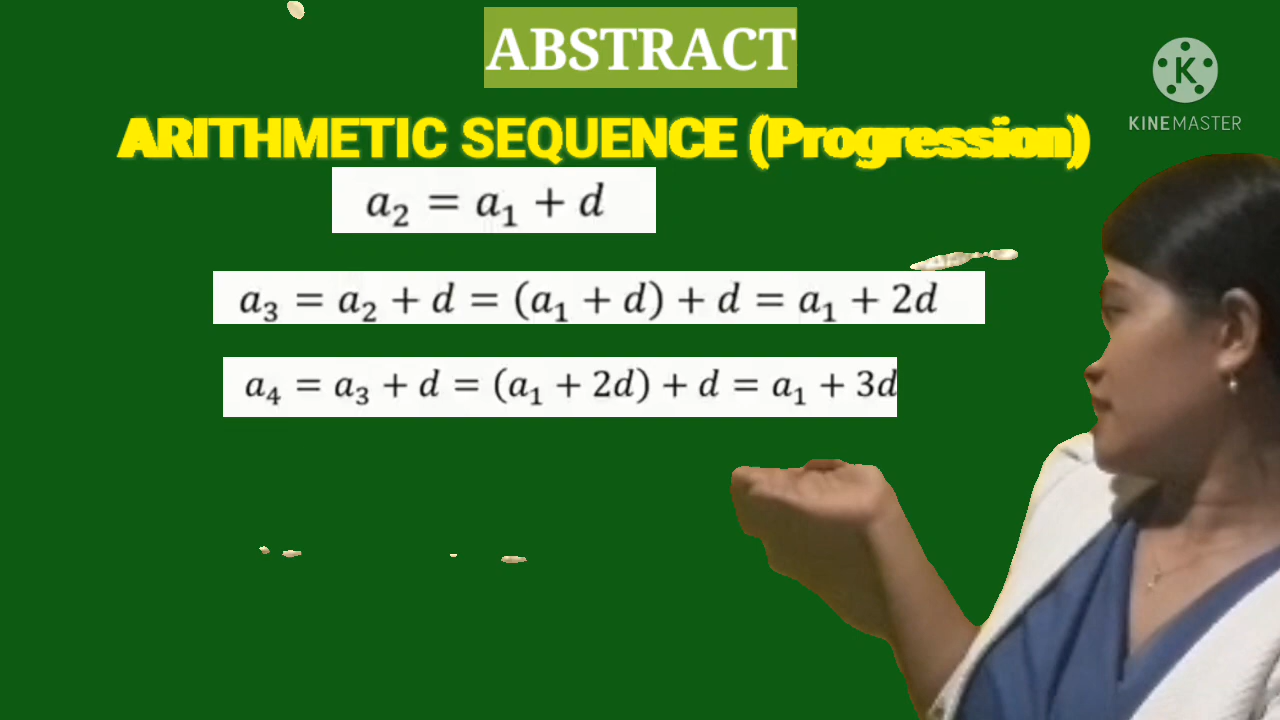 ABSTRACT
K
KINEMASTER
ARITHMETIC SEQUENCE (Progression)
a₂ = a₁ + d
a₃ = a₂ + d = (a₁ + d) + d = a₁ + 2d
a₄ = a₃ + d = (a₁ + 2d) + d = a₁ + 3d